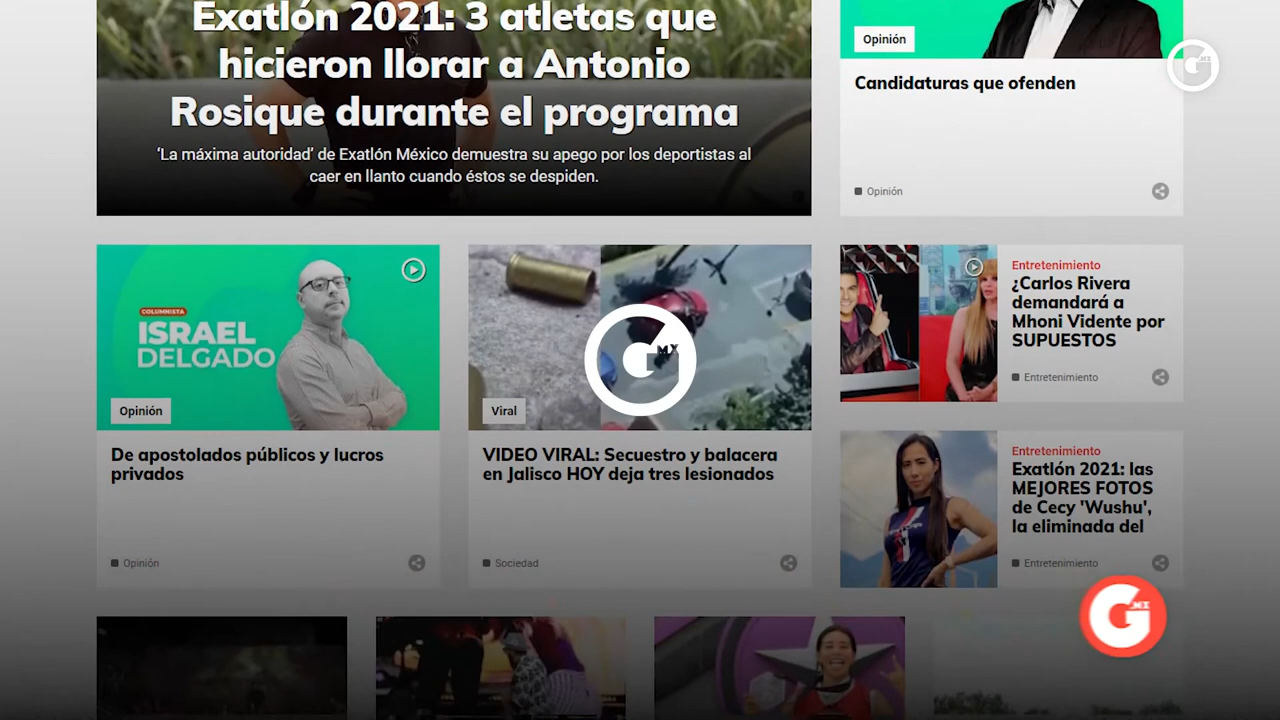 Exatlón 2021: 3 atletas que
hicieron llorar a Antonio
Rosique durante el programa
‘La máxima autoridad’ de Exatlón México demuestra su apego por los deportistas al
caer en llanto cuando éstos se despiden.
Opinión
Candidaturas que ofenden
Opinión
G MX
COLUMNISTA
ISRAEL
DELGADO
Opinión
De apostolados públicos y lucros
privados
Opinión
Viral
VIDEO VIRAL: Secuestro y balacera
en Jalisco HOY deja tres lesionados
Sociedad
G MX
Entretenimiento
¿Carlos Rivera
demandará a
Mhoni Vidente por
SUPUESTOS
Entretenimiento
Entretenimiento
Exatlón 2021: las
MEJORES FOTOS
de Cecy 'Wushu',
la eliminada del
Entretenimiento
G MX